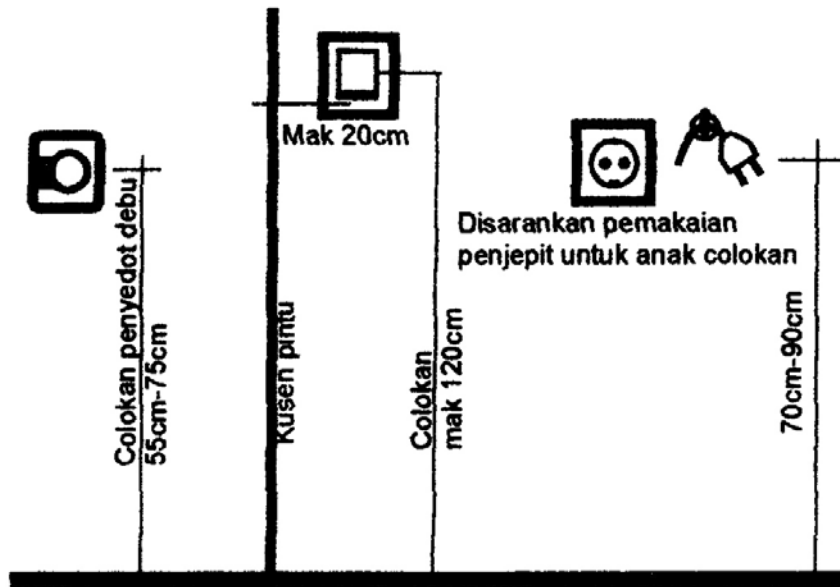 Mak 20cm
Disarankan pemakaian
penjepit untuk anak colokan
Colokan penyedot debu
55cm-75cm
Kusen pintu
Colokan
mak 120cm
70cm-90cm